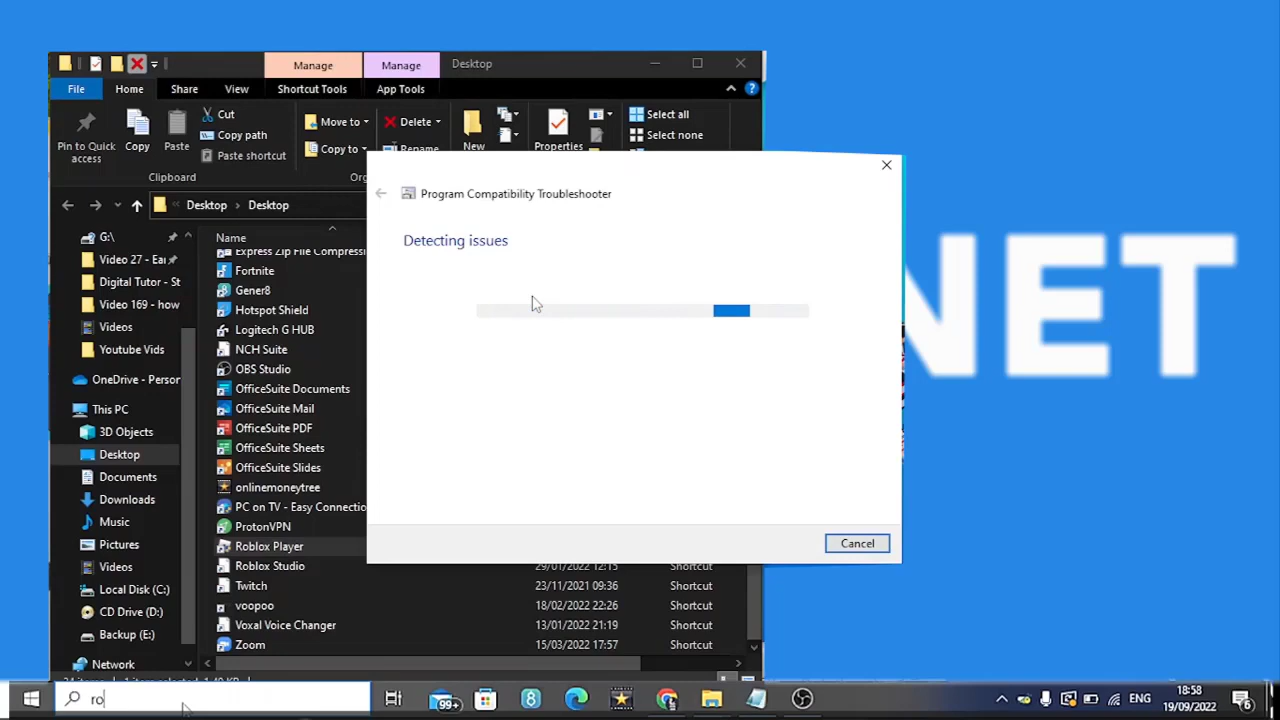 Manage
Manage
Desktop
File
Home
Share
View
Shortcut Tools
App Tools
Pin to Quick access
Copy
Paste
Cut
Copy path
Paste shortcut
Move to
Copy to
Delete
Rename
New
Properties
Select all
Select none
Clipboard
Desktop
Desktop
G:\
Video 27 - Ear
Digital Tutor - St
Video 169 - how
Videos
Youtube Vids
OneDrive - Person
This PC
3D Objects
Desktop
Documents
Downloads
Music
Pictures
Videos
Local Disk (C:)
CD Drive (D:)
Backup (E:)
Network
Name
Express Zip File Compress
Fortnite
Gener8
Hotspot Shield
Logitech G HUB
NCH Suite
OBS Studio
OfficeSuite Documents
OfficeSuite Mail
OfficeSuite PDF
OfficeSuite Sheets
OfficeSuite Slides
onlinemoneytree
PC on TV - Easy Connectio
ProtonVPN
Roblox Player
Roblox Studio 29/01/2022 12:15 Shortcut
Twitch 23/11/2021 09:36 Shortcut
voopoo 18/02/2022 22:26 Shortcut
Voxal Voice Changer 13/01/2022 21:19 Shortcut
Zoom 15/03/2022 17:57 Shortcut
Program Compatibility Troubleshooter
Detecting issues
Cancel
NET
ro
99+
8
ENG
18:58
19/09/2022
6